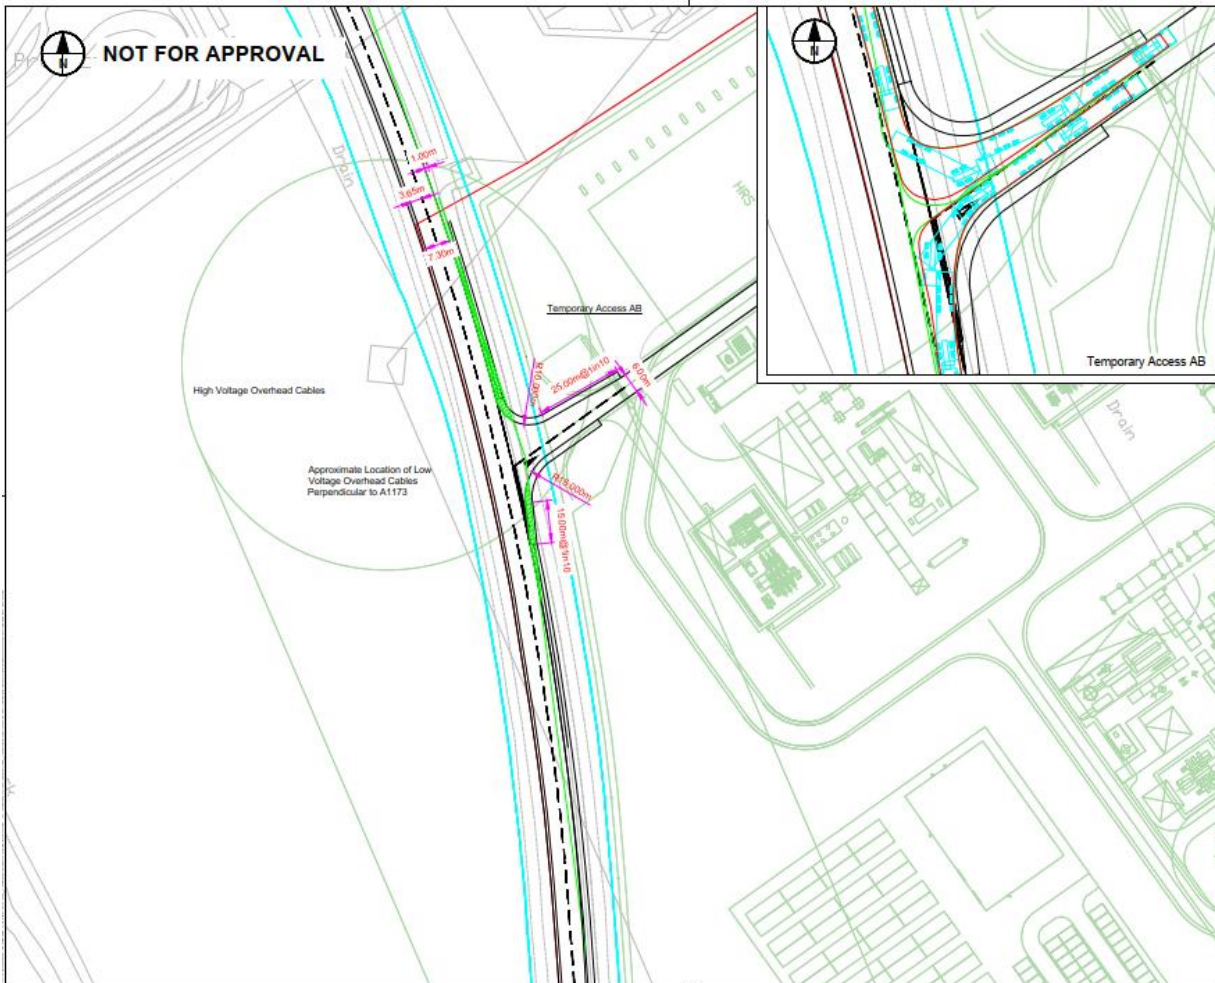 N
NOT FOR APPROVAL
N
Drain
1.00m
3.65m
7.30m
HRS
Temporary Access AB
Temporary Access AB
25.00m@1in10
6.00m
High Voltage Overhead Cables
Drain
Approximate Location of Low
Voltage Overhead Cables
Perpendicular to A1173
15.00m@1in10